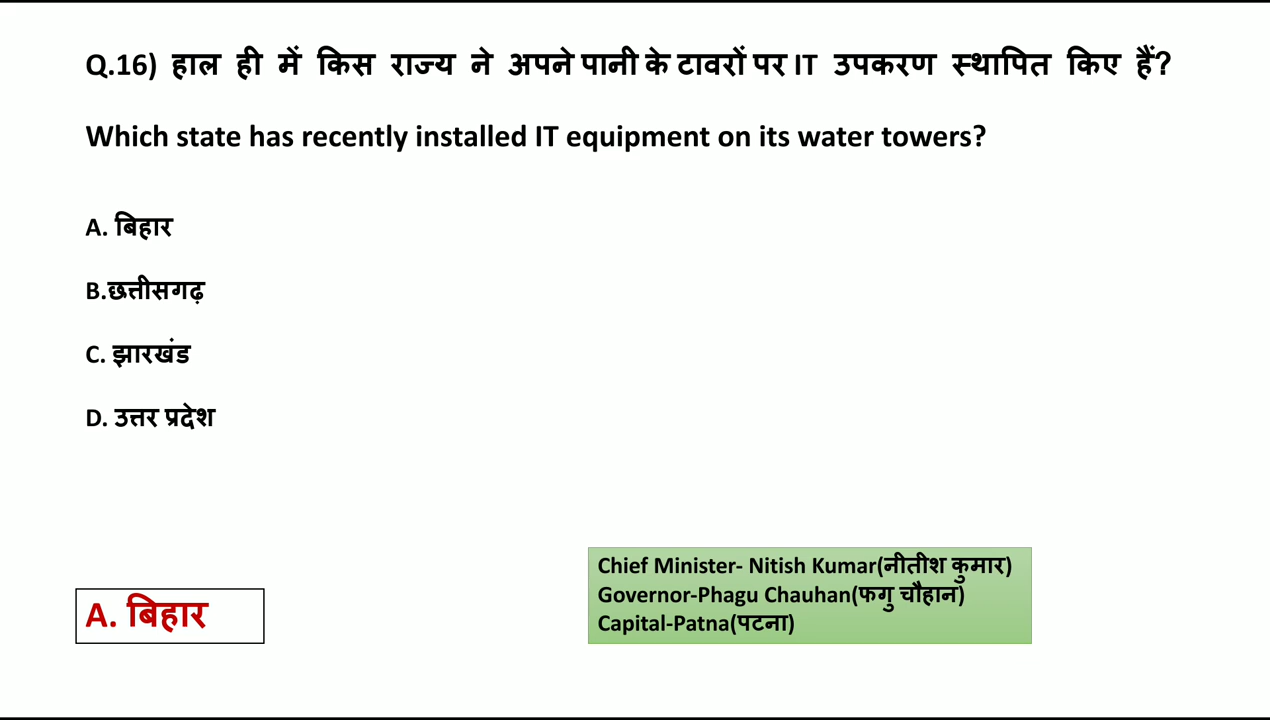 Q.16) हाल ही में किस राज्य ने अपने पानी के टावरों पर IT उपकरण स्थापित किए हैं?
Which state has recently installed IT equipment on its water towers?
A. बिहार
B.छत्तीसगढ़
C. झारखंड
D. उत्तर प्रदेश
A. बिहार
Chief Minister- Nitish Kumar(नीतीश कुमार)
Governor-Phagu Chauhan(फगु चौहान)
Capital-Patna(पटना)